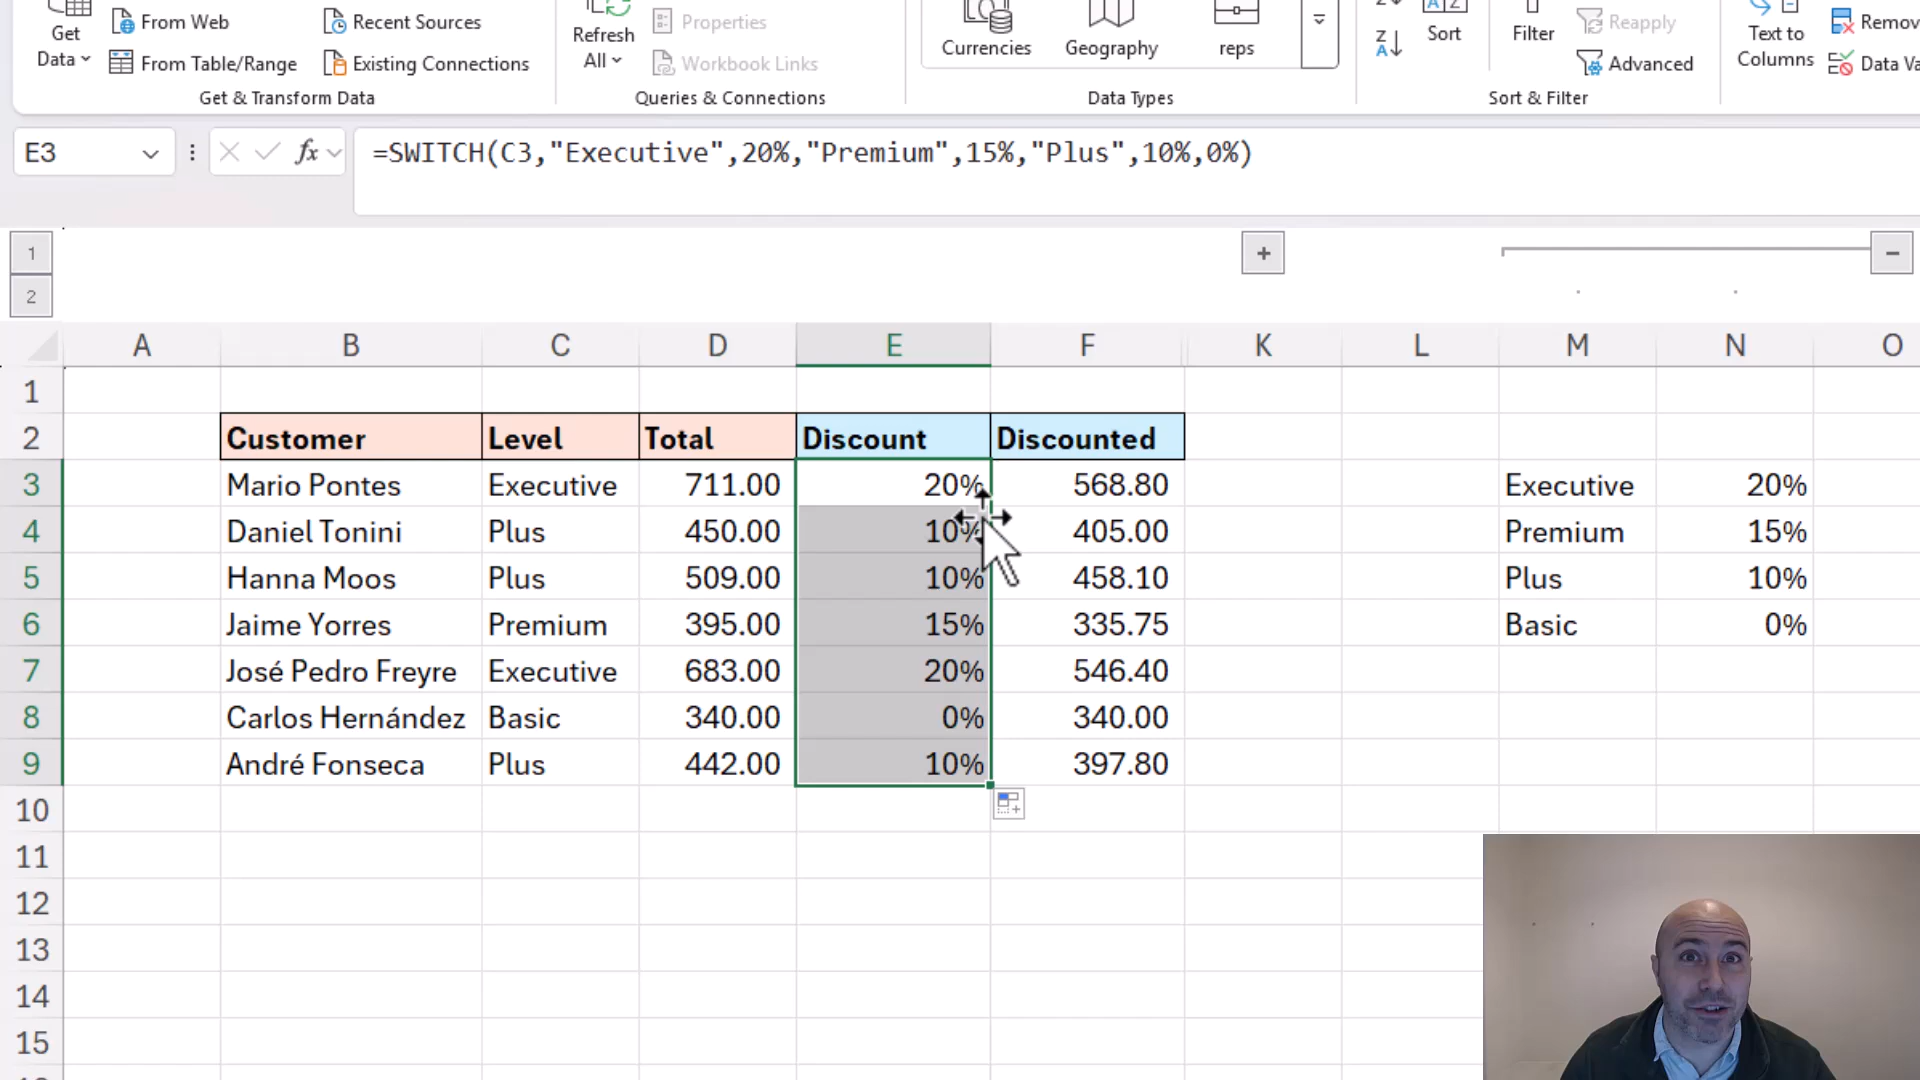 Get Data
From Web
From Table/Range
Recent Sources
Existing Connections
Get & Transform Data
Refresh All
Properties
Workbook Links
Queries & Connections
Currencies
Geography
reps
Data Types
Sort
Filter
Reapply
Advanced
Sort & Filter
Text to Columns
E3
fx
=SWITCH(C3,"Executive",20%,"Premium",15%,"Plus",10%,0%)
1
2
A B C D E F K L M N O
1
2 Customer Level Total Discount Discounted
3 Mario Pontes Executive 711.00 20% 568.80 Executive 20%
4 Daniel Tonini Plus 450.00 10% 405.00 Premium 15%
5 Hanna Moos Plus 509.00 10% 458.10 Plus 10%
6 Jaime Yorres Premium 395.00 15% 335.75 Basic 0%
7 José Pedro Freyre Executive 683.00 20% 546.40
8 Carlos Hernández Basic 340.00 0% 340.00
9 André Fonseca Plus 442.00 10% 397.80
10
11
12
13
14
15